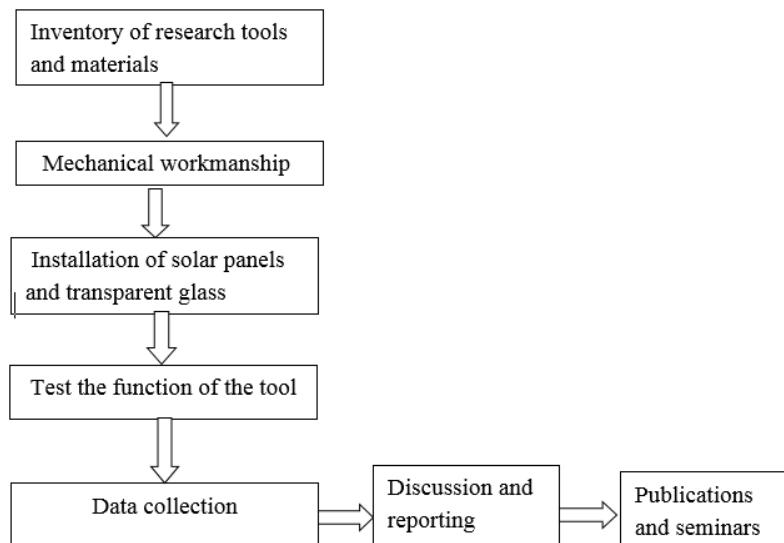 Inventory of research tools
and materials
Mechanical workmanship
Installation of solar panels
and transparent glass
Test the function of the tool
Data collection
Discussion and
reporting
Publications
and seminars